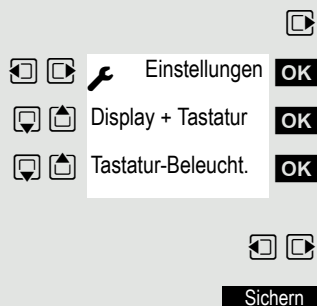 Einstellungen OK
Display + Tastatur OK
Tastatur-Beleucht. OK
Sichern